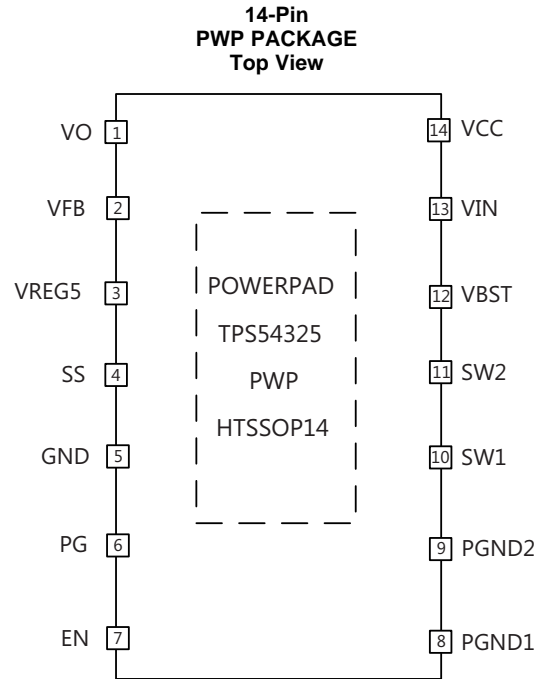 14-Pin
PWP PACKAGE
Top View
VO 1
14 VCC
VFB 2
13 VIN
VREG5 3
12 VBST
SS 4
11 SW2
GND 5
10 SW1
PG 6
9 PGND2
EN 7
8 PGND1
POWERPAD
TPS54325
PWP
HTSSOP14